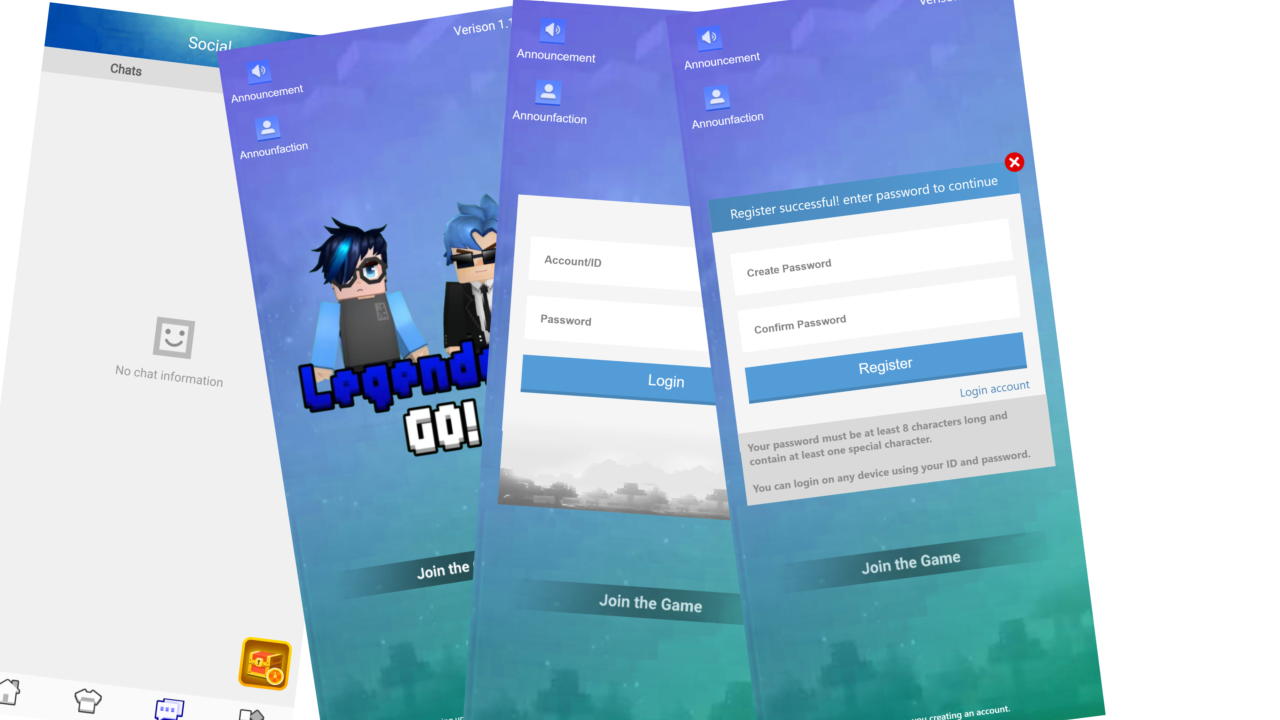 Social
Chats
No chat information
Verison 1.1
Announcement
Announfaction
Legend
GO!
Join the
Announcement
Announfaction
Account/ID
Password
Login
Join the Game
Announcement
Announfaction
Register successful! enter password to continue
Create Password
Confirm Password
Register
Login account
Your password must be at least 8 characters long and
contain at least one special character.
You can login on any device using your ID and password.
Join the Game
you creating an account.